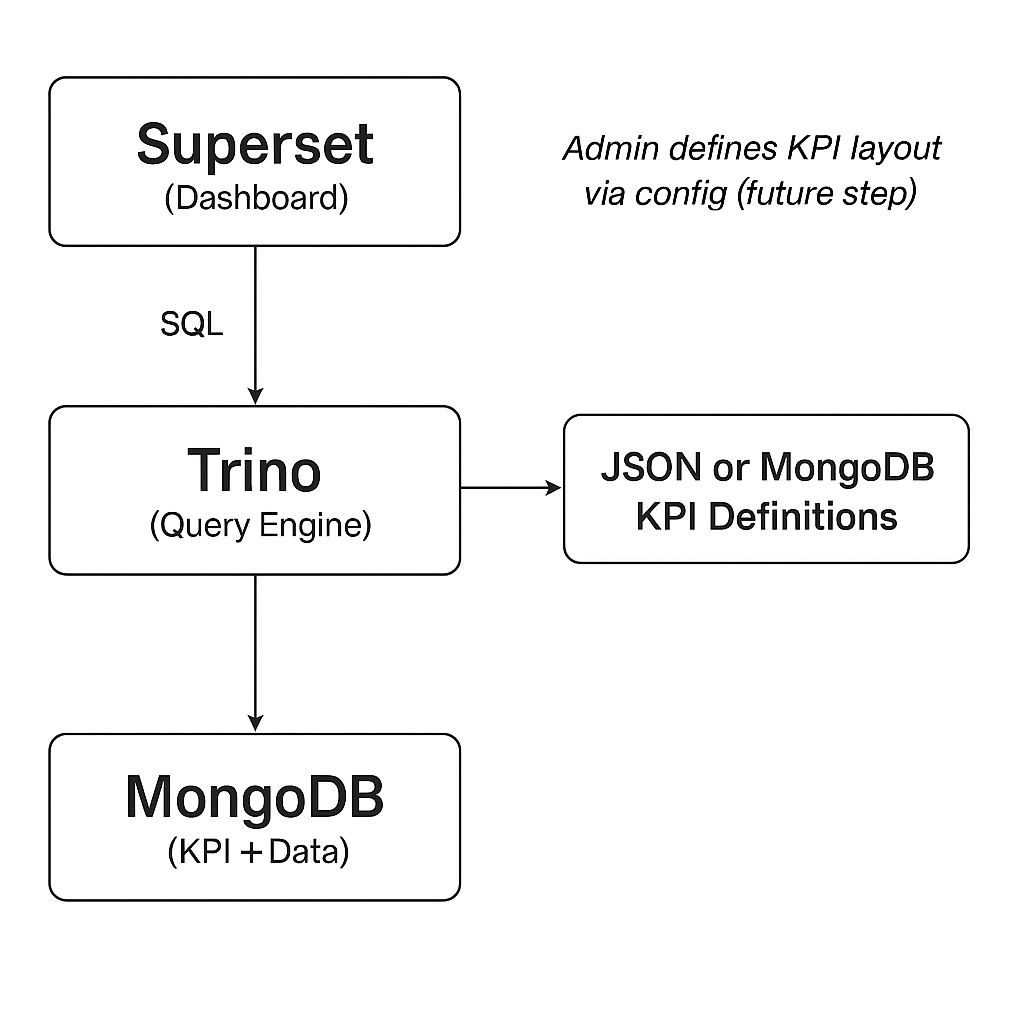 Superset
(Dashboard)
Admin defines KPI layout
via config (future step)
SQL
Trino
(Query Engine)
JSON or MongoDB
KPI Definitions
MongoDB
(KPI + Data)